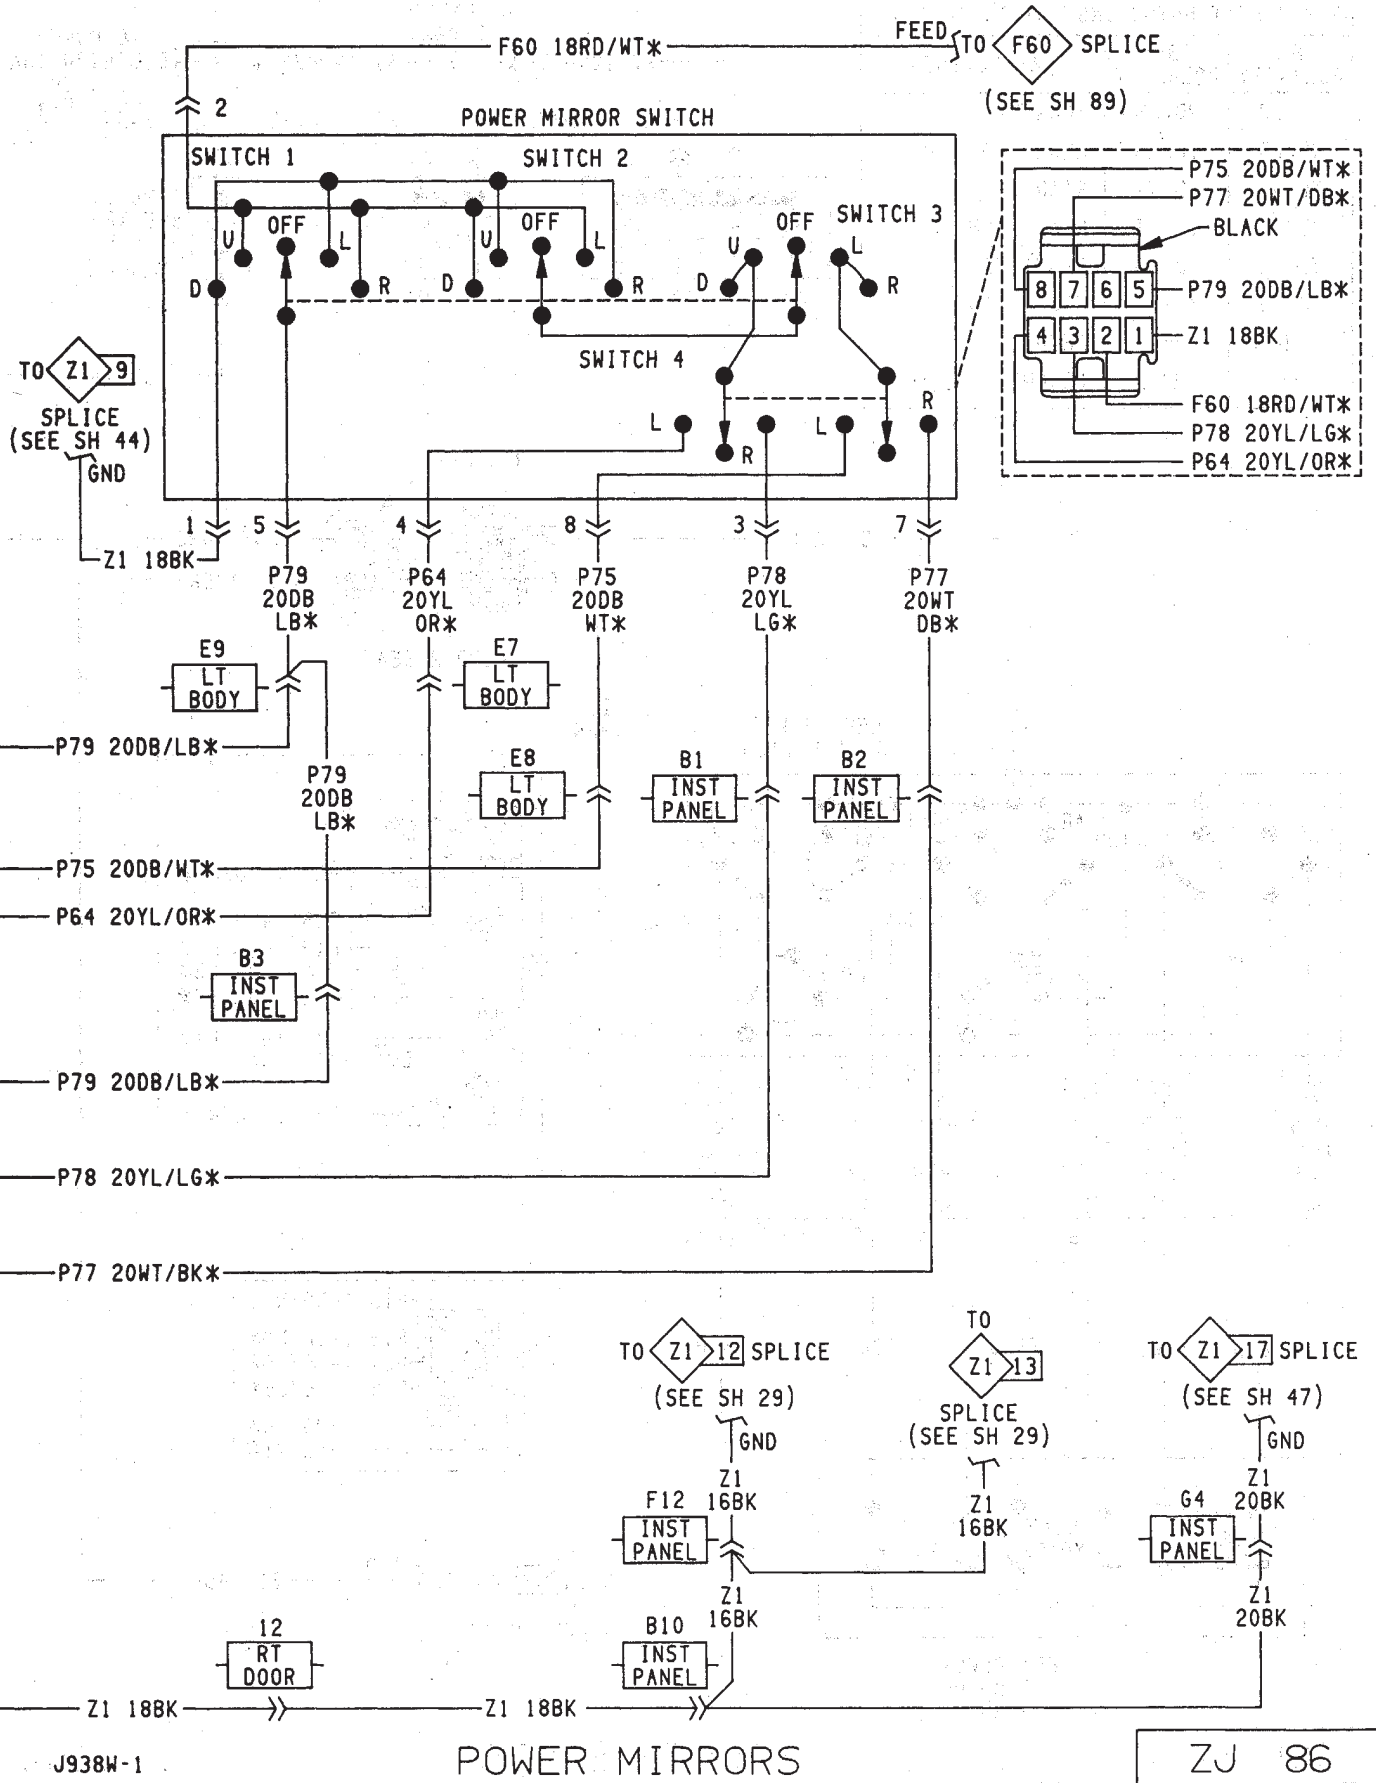 F60 18RD/WT*
FEED TO F60 SPLICE
(SEE SH 89)
2
POWER MIRROR SWITCH
SWITCH 1
SWITCH 2
SWITCH 3
OFF
OFF
OFF
U
L
U
L
U
L
D
R
D
R
D
R
SWITCH 4
L
R
L
R
P75 20DB/WT*
P77 20WT/DB*
BLACK
8 7 6 5
P79 20DB/LB*
4 3 2 1
Z1 18BK
F60 18RD/WT*
P78 20YL/LG*
P64 20YL/OR*
TO Z1 9
SPLICE
(SEE SH 44)
GND
1
5
4
8
3
7
Z1 18BK
P79
20DB
LB*
P64
20YL
OR*
P75
20DB
WT*
P78
20YL
LG*
P77
20WT
DB*
E9
LT
BODY
E7
LT
BODY
P79 20DB/LB*
P79
20DB
LB*
E8
LT
BODY
B1
INST
PANEL
B2
INST
PANEL
P75 20DB/WT*
P64 20YL/OR*
B3
INST
PANEL
P79 20DB/LB*
P78 20YL/LG*
P77 20WT/BK*
TO Z1 12 SPLICE
(SEE SH 29)
GND
Z1
16BK
TO
Z1 13
SPLICE
(SEE SH 29)
Z1
16BK
TO Z1 17 SPLICE
(SEE SH 47)
GND
Z1
20BK
F12
INST
PANEL
G4
INST
PANEL
Z1
16BK
Z1
20BK
12
RT
DOOR
B10
INST
PANEL
Z1 18BK
Z1 18BK
J938W-1
POWER MIRRORS
ZJ 86